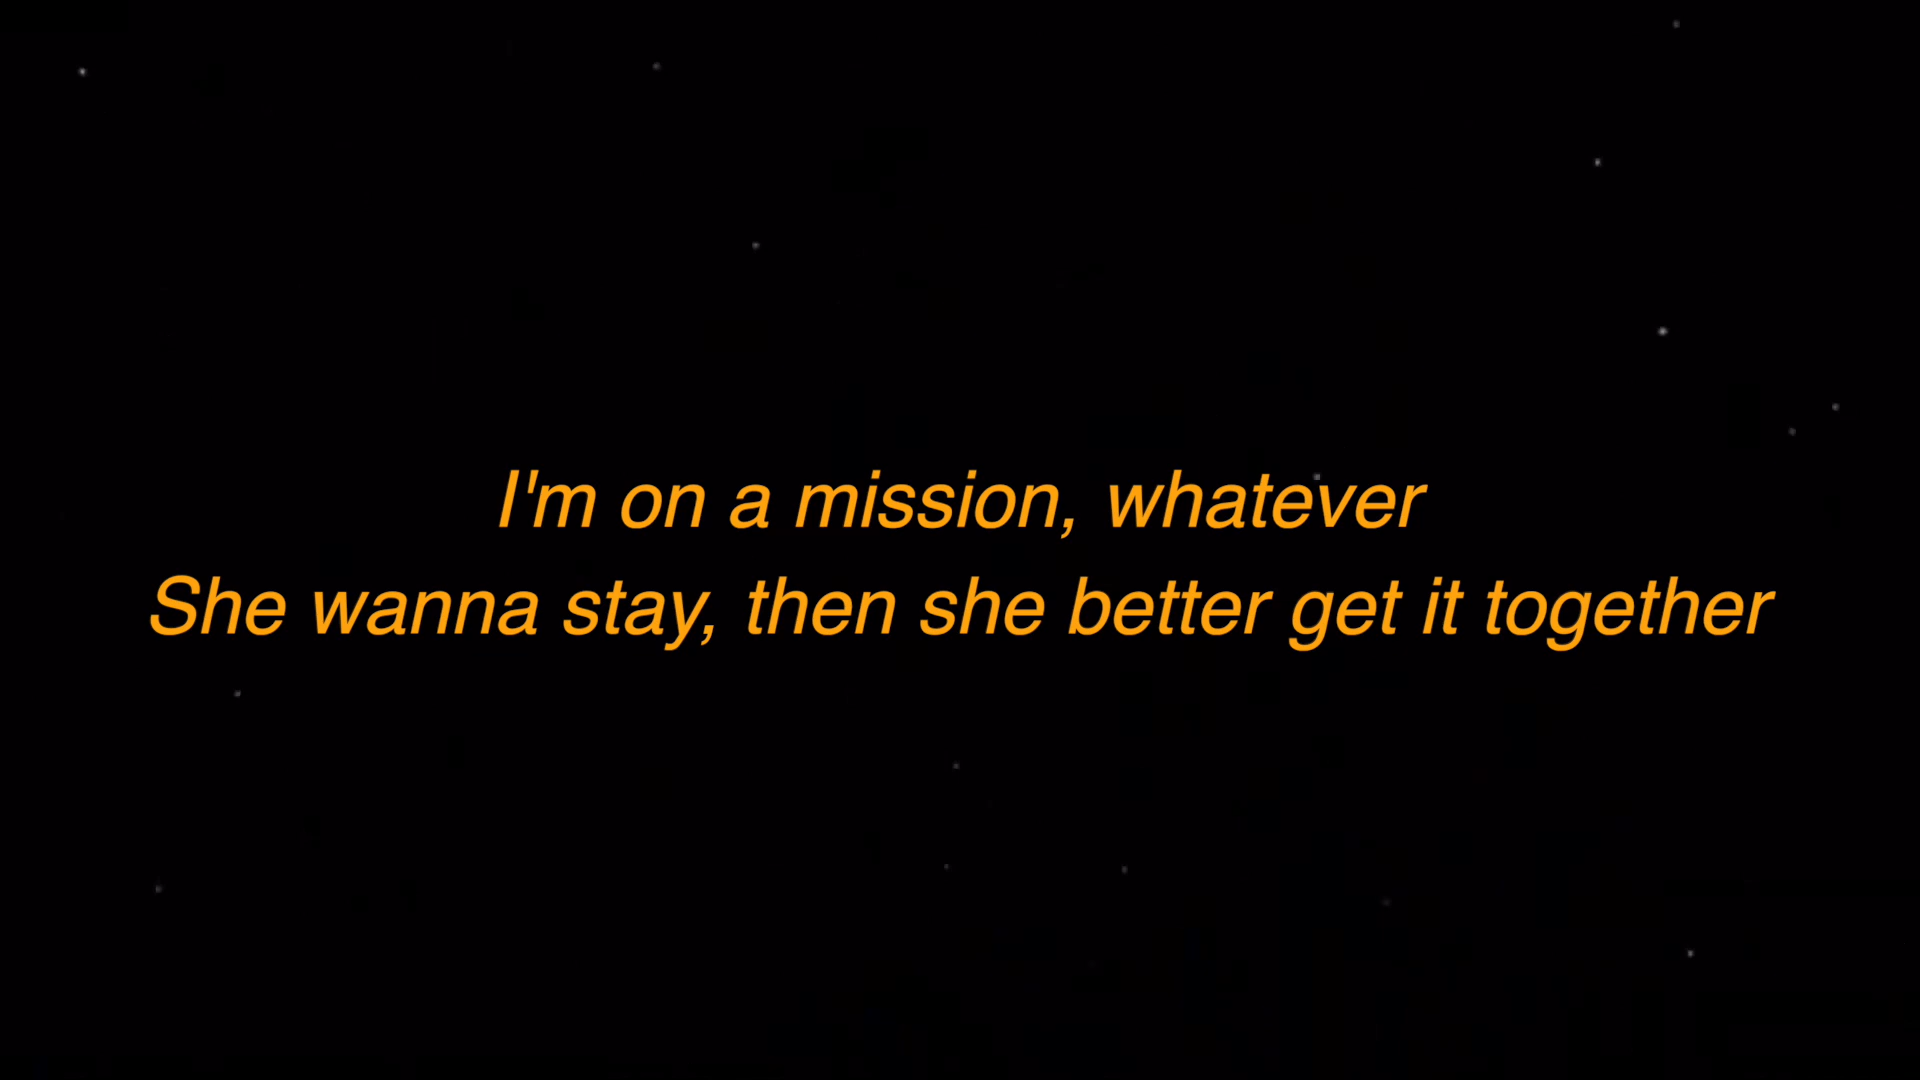 I'm on a mission, whatever
She wanna stay, then she better get it together